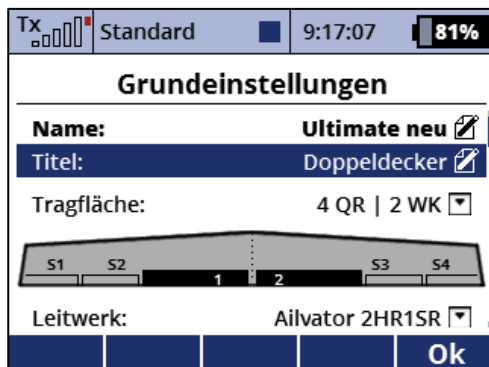 Tx Standard 9:17:07 81%
Grundeinstellungen
Name: Ultimate neu
Titel: Doppeldecker
Tragfläche: 4 QR | 2 WK
S1 S2 1 2 S3 S4
Leitwerk: Ailvator 2HR1SR
Ok